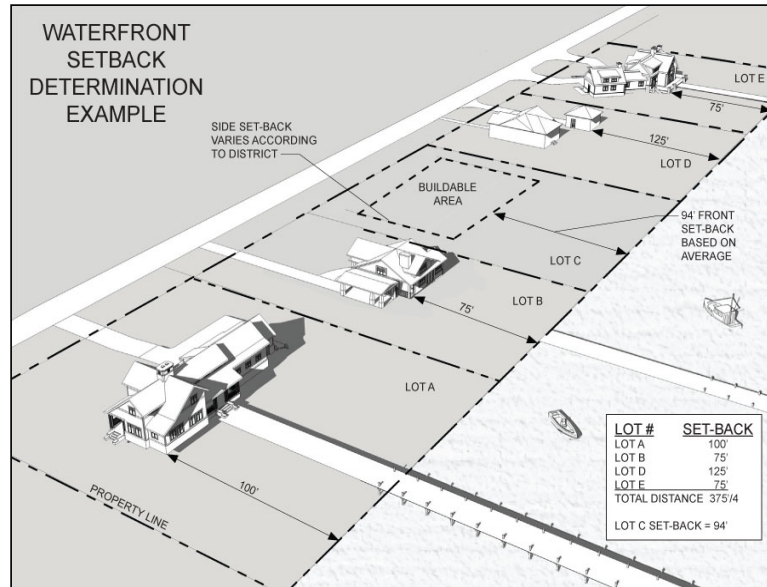 WATERFRONT
SETBACK
DETERMINATION
EXAMPLE
LOT E
75'
SIDE SET-BACK
VARIES ACCORDING
TO DISTRICT
125'
LOT D
BUILDABLE
AREA
94' FRONT
SET-BACK
BASED ON
AVERAGE
LOT C
LOT B
75'
LOT A
100'
PROPERTY LINE
LOT # SET-BACK
LOT A 100'
LOT B 75'
LOT D 125'
LOT E 75'
TOTAL DISTANCE 375'/4
LOT C SET-BACK = 94'